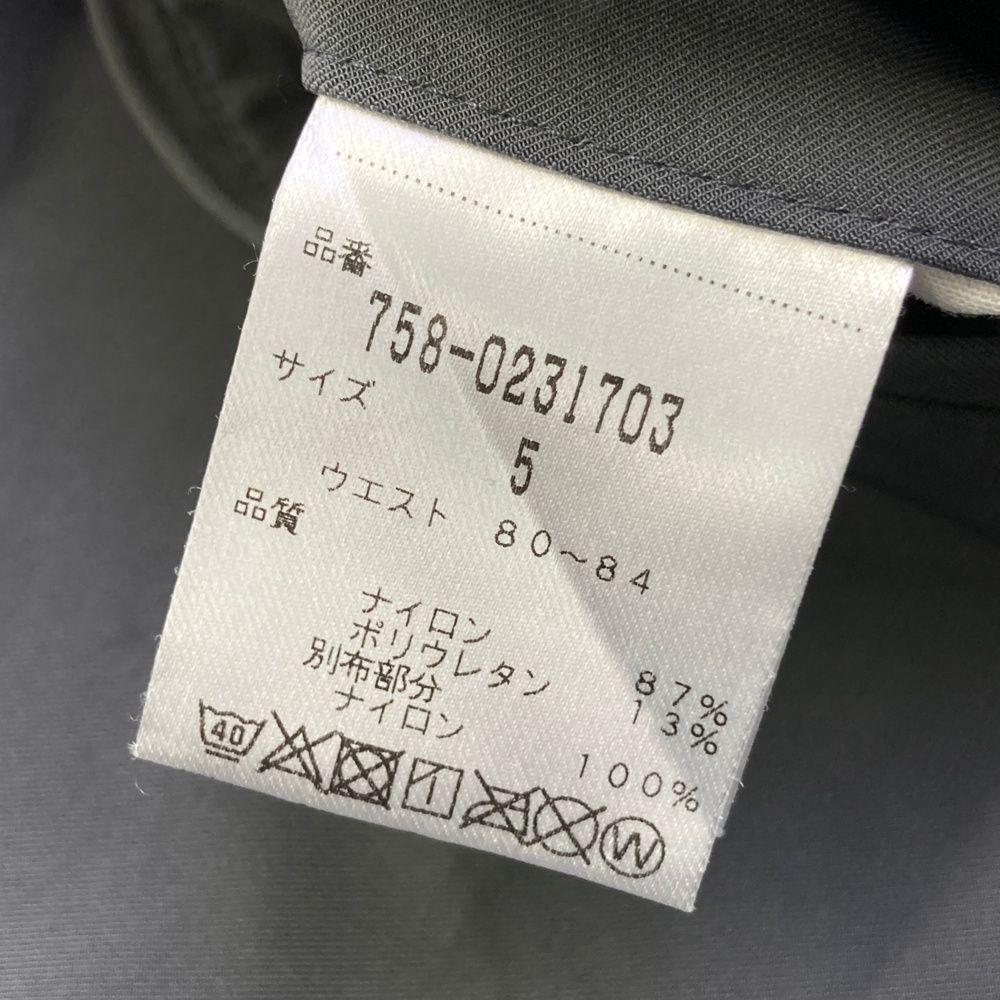 品番
758-0231703
サイズ
5
ウエスト 80〜84
品質
ナイロン 87%
ポリウレタン 13%
別布部分
ナイロン 100%
40
W